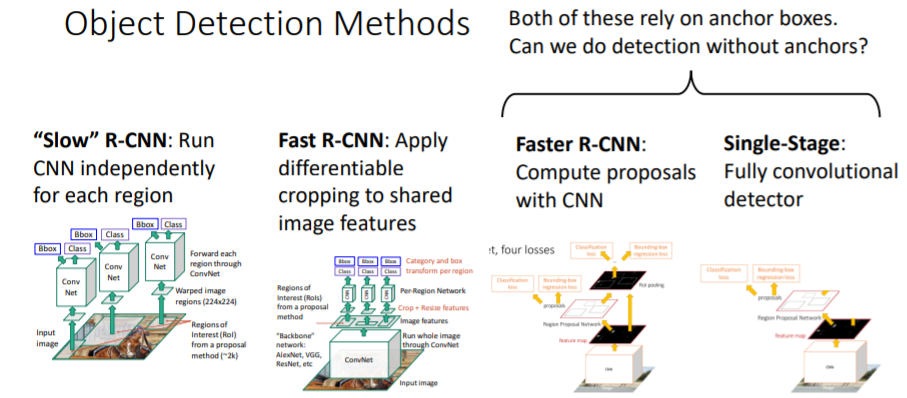 Object Detection Methods
Both of these rely on anchor boxes.
Can we do detection without anchors?
“Slow” R-CNN: Run
CNN independently
for each region
Bbox Class
Bbox Class
Bbox Class
Conv
Net
Conv
Net
Conv
Net
Forward each
region through
ConvNet
Warped image
regions (224x224)
Regions of
Interest (RoI)
from a proposal
method (~2k)
Input
image
Fast R-CNN: Apply
differentiable
cropping to shared
image features
Bbox Bbox Bbox
Class Class Class
Category and box
transform per region
CNN CNN CNN
Per-Region Network
Regions of
Interest (RoIs)
from a proposal
method
Crop + Resize features
Image features
"Backbone"
network:
AlexNet, VGG,
ResNet, etc
Run whole image
through ConvNet
ConvNet
Input image
Faster R-CNN:
Compute proposals
with CNN
et, four losses
Classification
loss
Bounding-box
regression loss
Classification
loss
Bounding-box
regression loss
RoI pooling
proposals
Region Proposal Network
feature map
CNN
Single-Stage:
Fully convolutional
detector
Classification
loss
Bounding-box
regression loss
proposals
Region Proposal Network
feature map
CNN